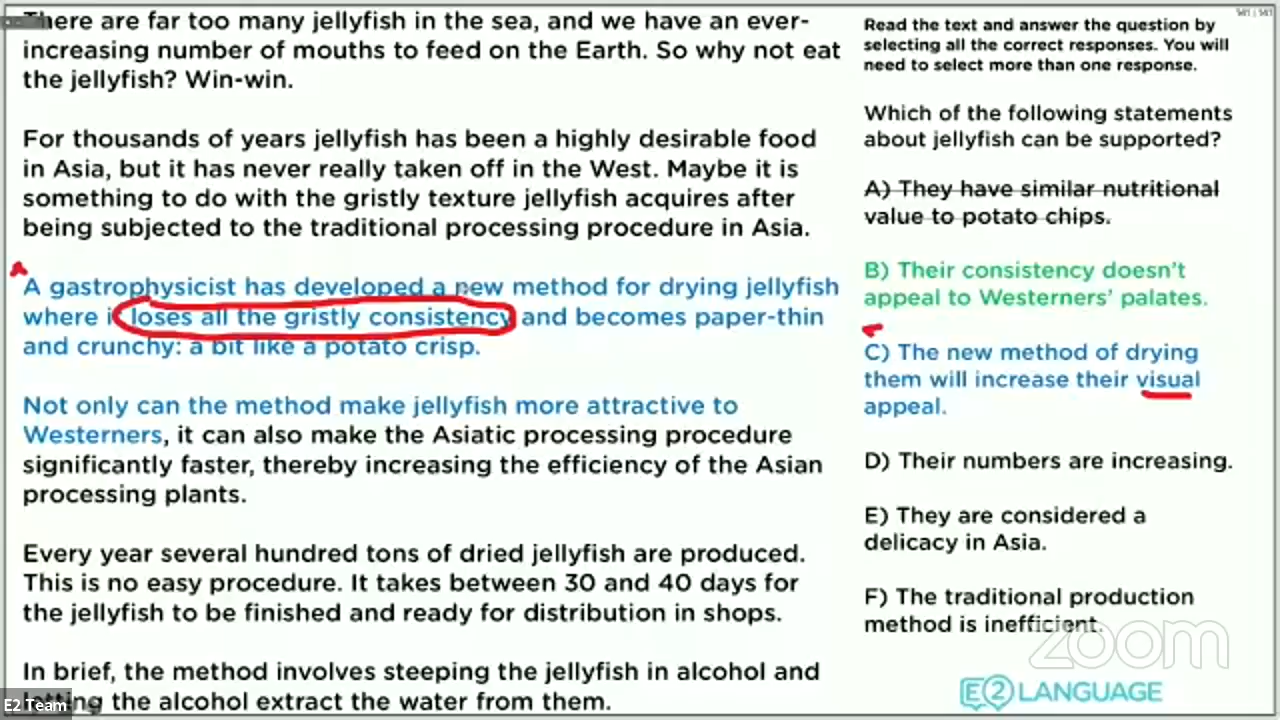 There are far too many jellyfish in the sea, and we have an ever-
increasing number of mouths to feed on the Earth. So why not eat
the jellyfish? Win-win.
For thousands of years jellyfish has been a highly desirable food
in Asia, but it has never really taken off in the West. Maybe it is
something to do with the gristly texture jellyfish acquires after
being subjected to the traditional processing procedure in Asia.
A gastrophysicist has developed a new method for drying jellyfish
where it loses all the gristly consistency and becomes paper-thin
and crunchy: a bit like a potato crisp.
Not only can the method make jellyfish more attractive to
Westerners, it can also make the Asiatic processing procedure
significantly faster, thereby increasing the efficiency of the Asian
processing plants.
Every year several hundred tons of dried jellyfish are produced.
This is no easy procedure. It takes between 30 and 40 days for
the jellyfish to be finished and ready for distribution in shops.
In brief, the method involves steeping the jellyfish in alcohol and
letting the alcohol extract the water from them.
E2 Team
141 | 141
Read the text and answer the question by
selecting all the correct responses. You will
need to select more than one response.
Which of the following statements
about jellyfish can be supported?
A) They have similar nutritional
value to potato chips.
B) Their consistency doesn't
appeal to Westerners' palates.
C) The new method of drying
them will increase their visual
appeal.
D) Their numbers are increasing.
E) They are considered a
delicacy in Asia.
F) The traditional production
method is inefficient.
zoom
E2 LANGUAGE